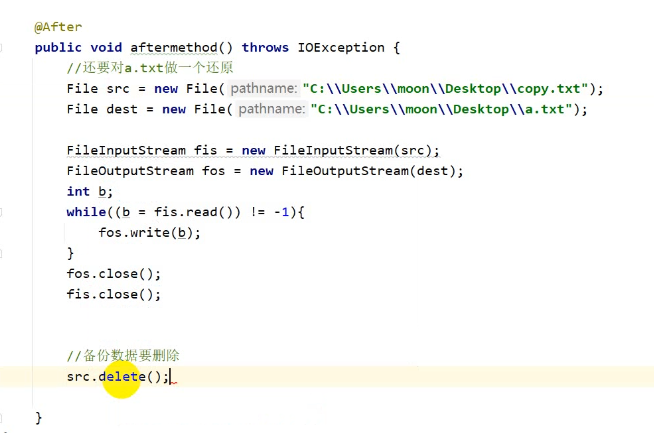 @After
public void aftermethod() throws IOException {
//还要对a.txt做一个还原
File src = new File( pathname: "C:\\Users\\moon\\Desktop\\copy.txt");
File dest = new File( pathname: "C:\\Users\\moon\\Desktop\\a.txt");
FileInputStream fis = new FileInputStream(src);
FileOutputStream fos = new FileOutputStream(dest);
int b;
while((b = fis.read()) != -1){
fos.write(b);
}
fos.close();
fis.close();
//备份数据要删除
src.delete();
}